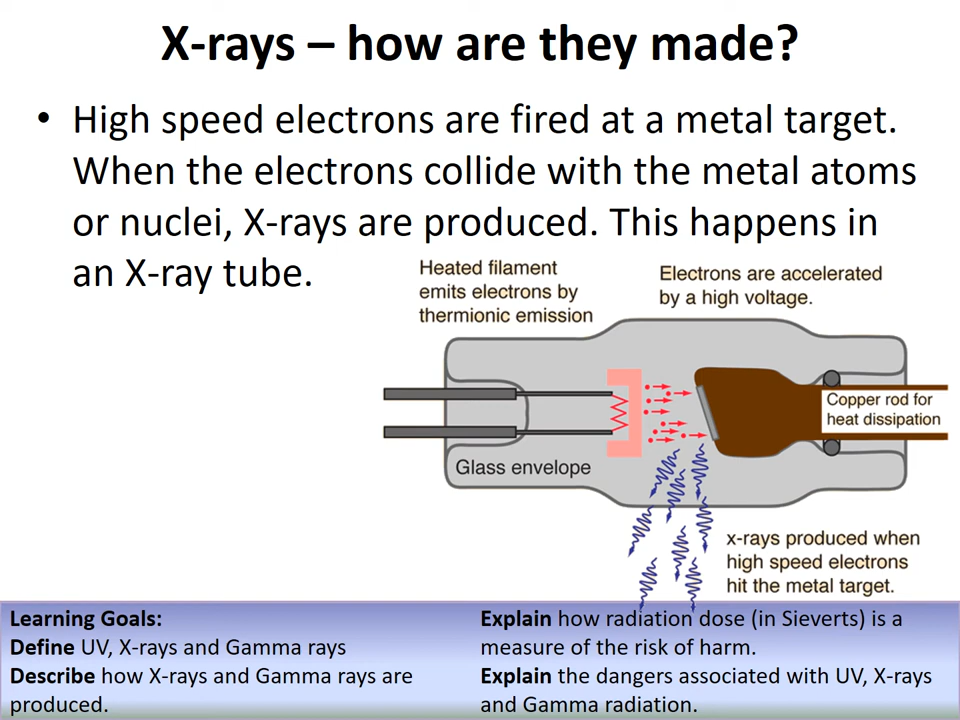 X-rays – how are they made?
• High speed electrons are fired at a metal target.
When the electrons collide with the metal atoms
or nuclei, X-rays are produced. This happens in
an X-ray tube.
Heated filament
emits electrons by
thermionic emission
Electrons are accelerated
by a high voltage.
Copper rod for
heat dissipation
Glass envelope
x-rays produced when
high speed electrons
hit the metal target.
Learning Goals:
Define UV, X-rays and Gamma rays
Describe how X-rays and Gamma rays are
produced.
Explain how radiation dose (in Sieverts) is a
measure of the risk of harm.
Explain the dangers associated with UV, X-rays
and Gamma radiation.